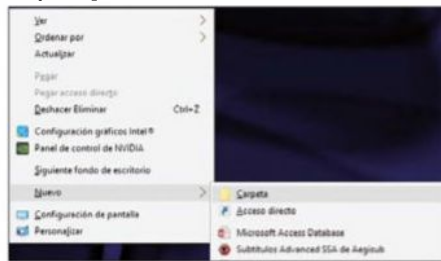 Ver
Ordenar por
Actualizar
Pegar
Pegar acceso directo
Deshacer Eliminar Ctrl+Z
Configuración gráficos Intel®
Panel de control de NVIDIA
Siguiente fondo de escritorio
Nuevo
Configuración de pantalla
Personalizar
Carpeta
Acceso directo
Microsoft Access Database
Subtítulos Advanced SSA de Aegisub